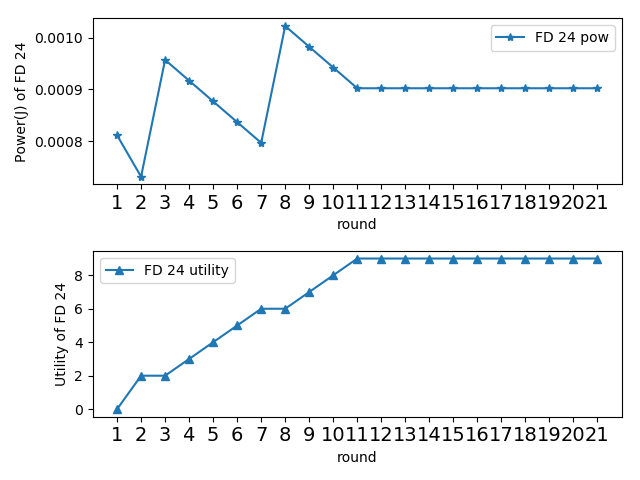 0.0010
0.0009
0.0008
Power(J) of FD 24
FD 24 pow
1 2 3 4 5 6 7 8 9 10 11 12 13 14 15 16 17 18 19 20 21
round
8
6
4
2
0
Utility of FD 24
FD 24 utility
1 2 3 4 5 6 7 8 9 10 11 12 13 14 15 16 17 18 19 20 21
round